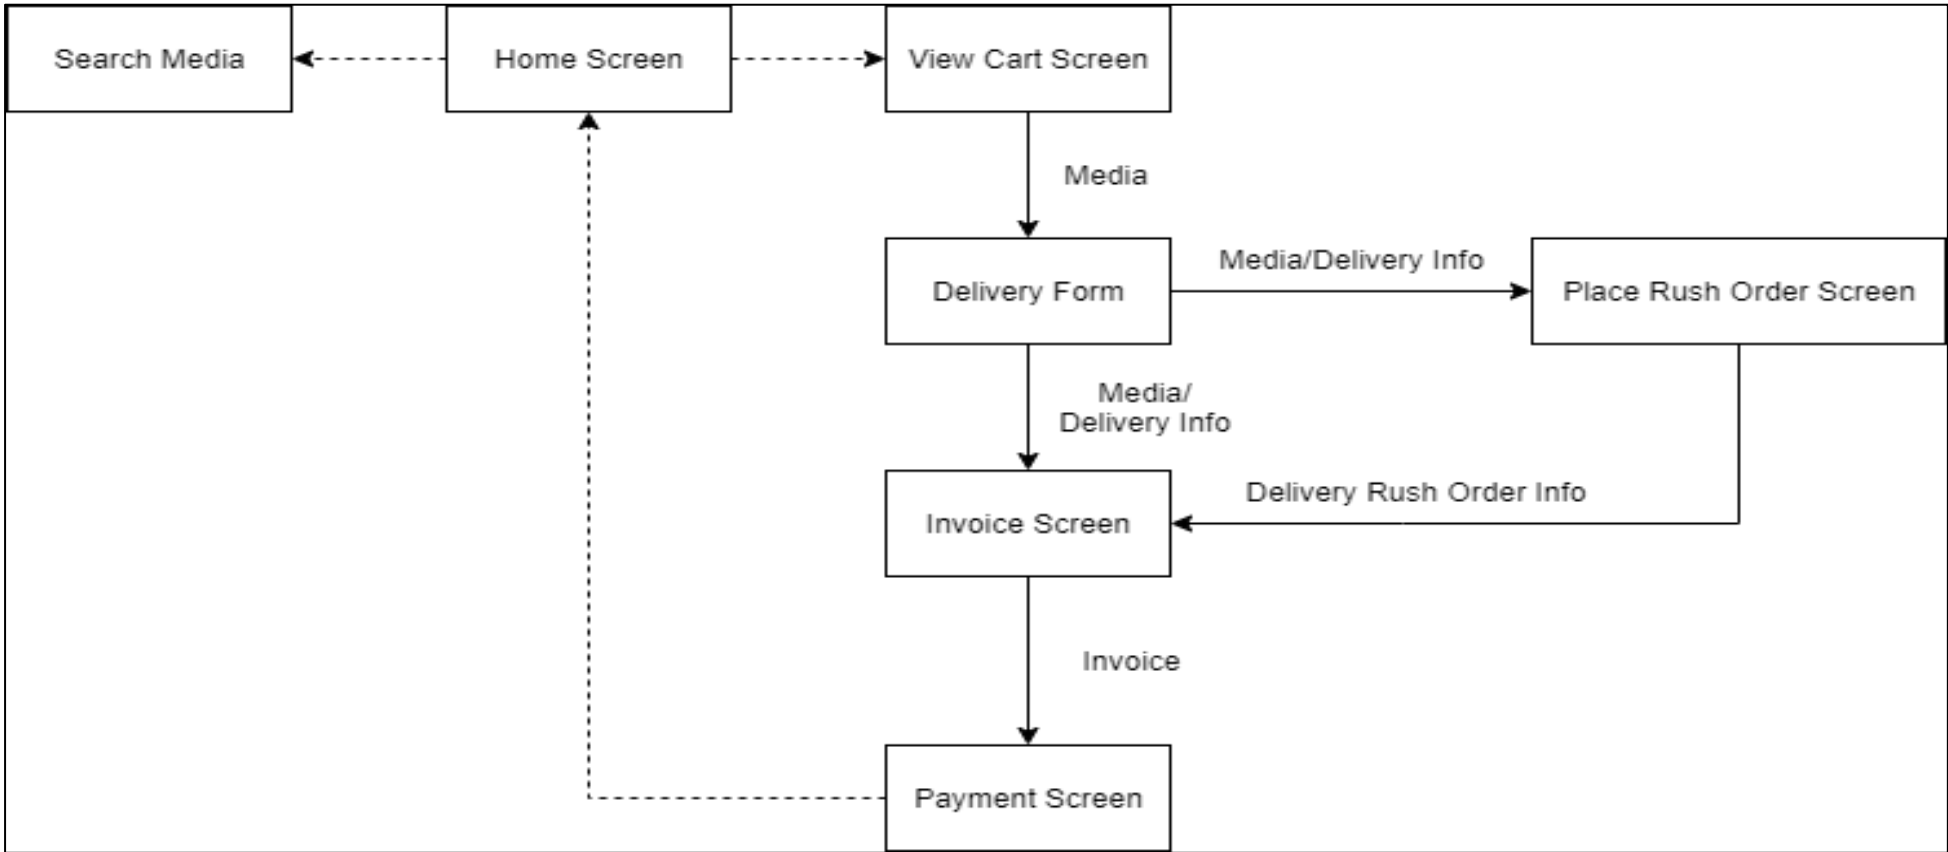 Search Media
Home Screen
View Cart Screen
Media
Delivery Form
Media/Delivery Info
Place Rush Order Screen
Media/
Delivery Info
Delivery Rush Order Info
Invoice Screen
Invoice
Payment Screen